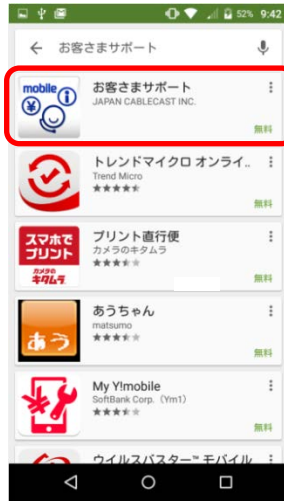 52% 9:42
お客さまサポート
mobile
お客さまサポート
JAPAN CABLECAST INC.
無料
トレンドマイクロ オンライ..
Trend Micro
無料
スマホで
プリント
カメラの
キタムラ
プリント直行便
カメラのキタムラ
無料
あう
あうちゃん
matsumo
無料
My Y!mobile
SoftBank Corp. (Ym1)
無料
ウイルスバスター™ モバイル